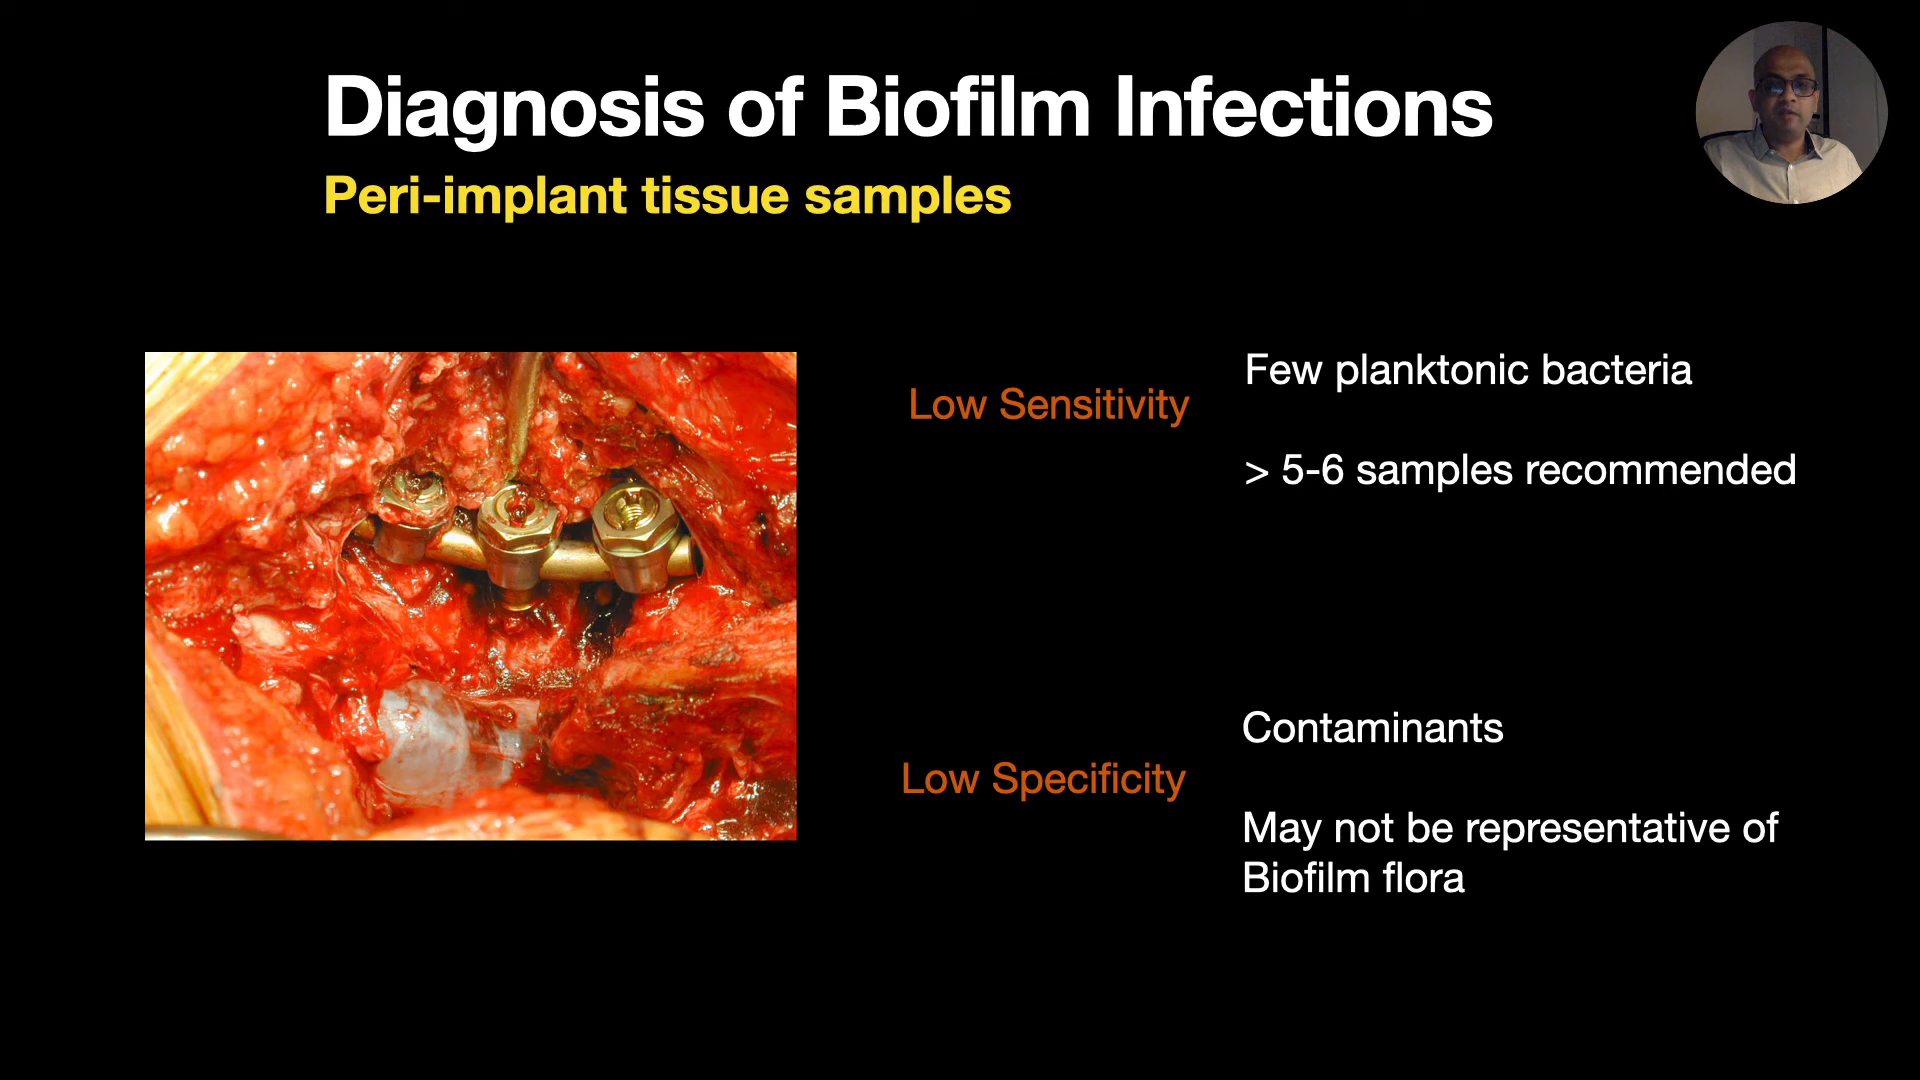 Diagnosis of Biofilm Infections
Peri-implant tissue samples
Low Sensitivity
Few planktonic bacteria
> 5-6 samples recommended
Low Specificity
Contaminants
May not be representative of
Biofilm flora